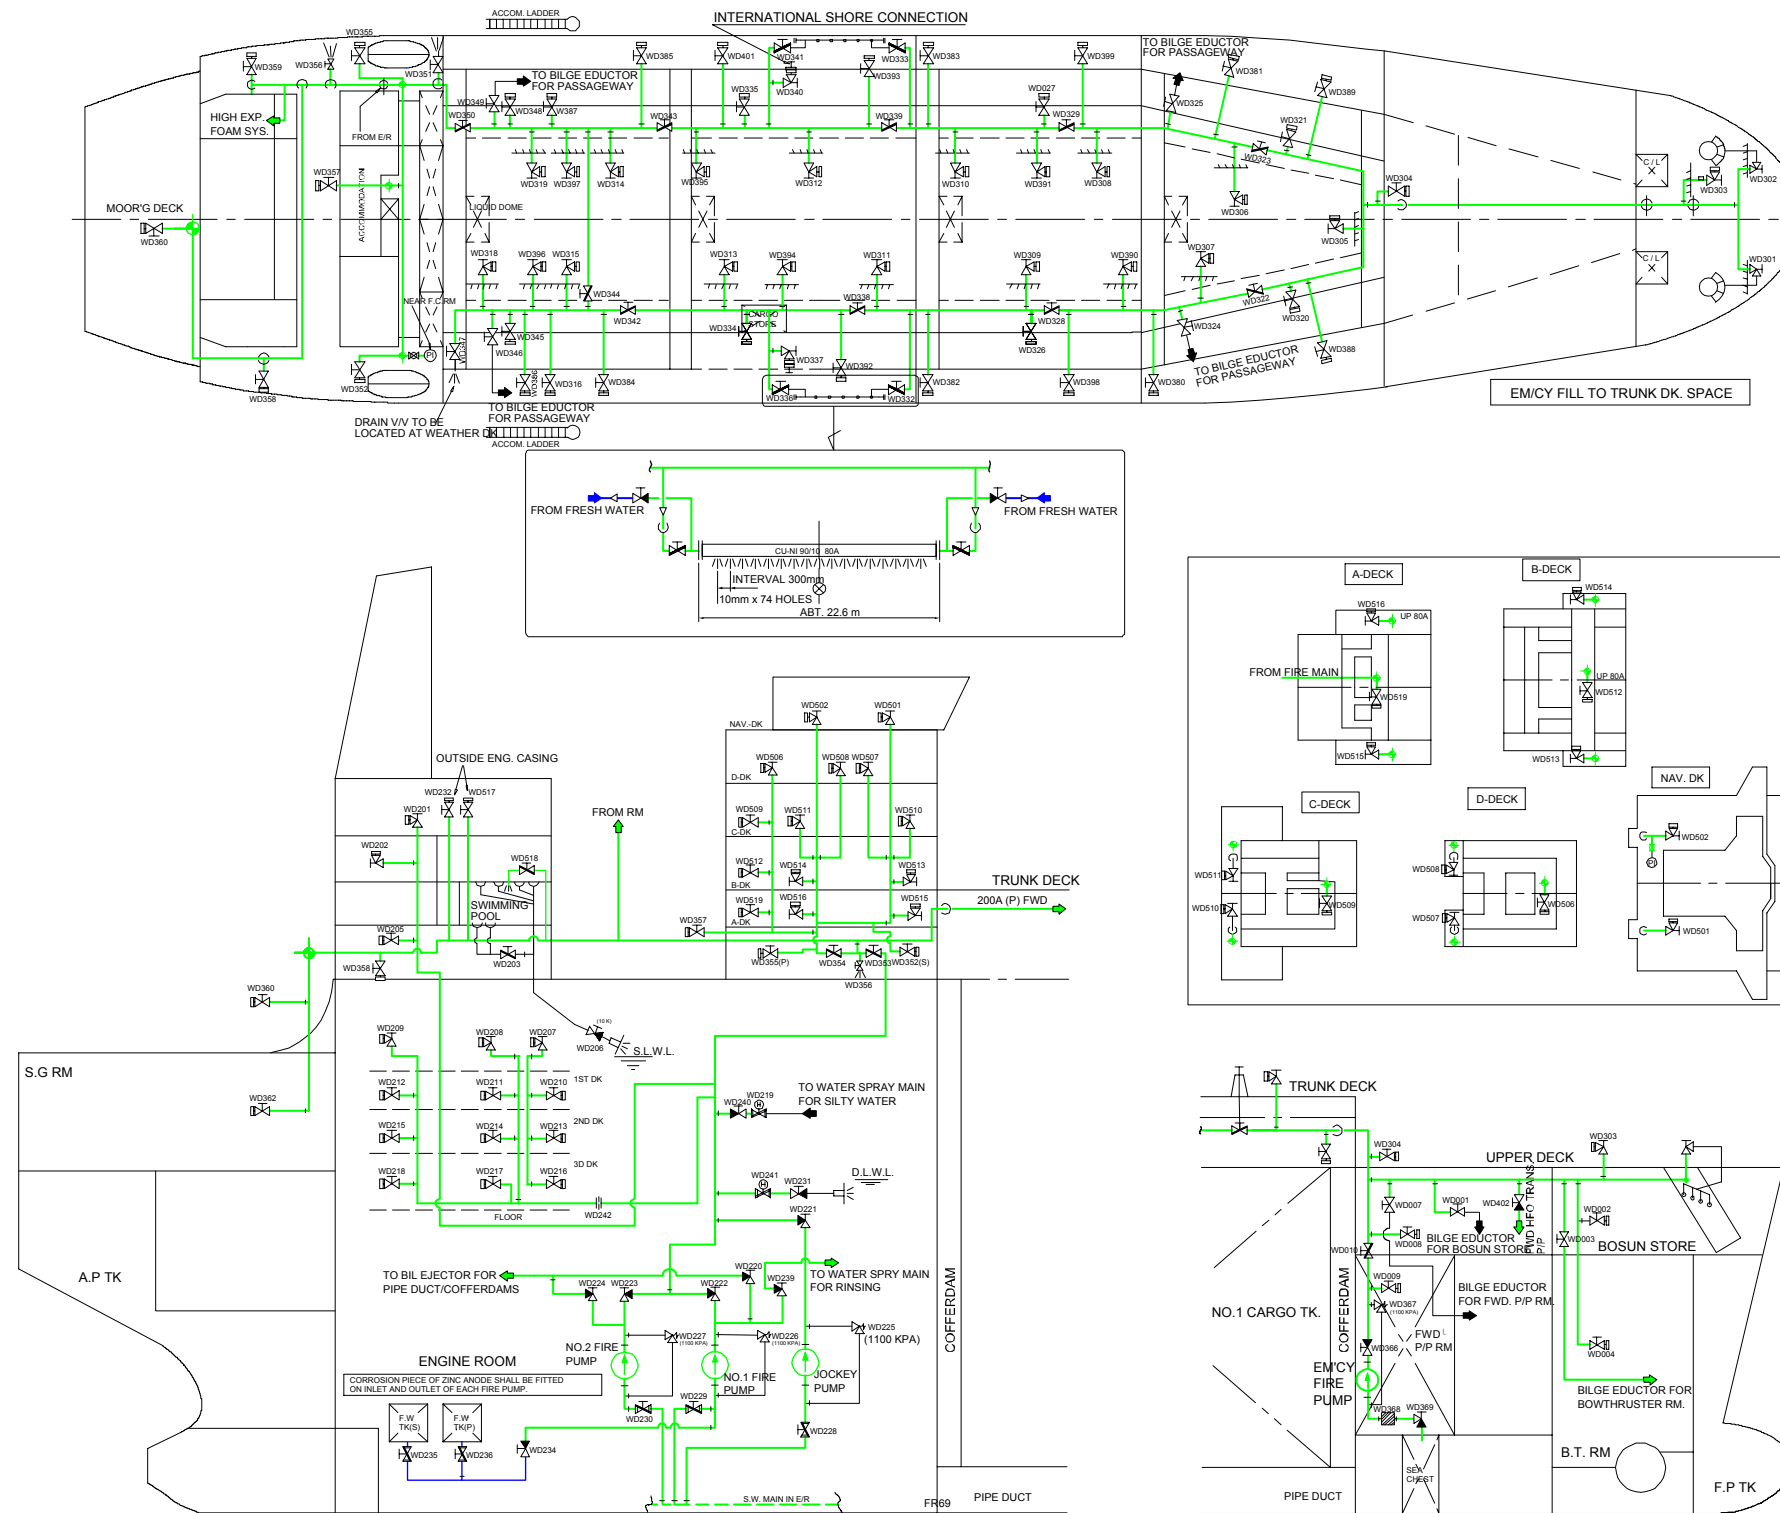 ACCOM. LADDER
INTERNATIONAL SHORE CONNECTION
WD355
WD359
WD356
WD351
WD385
WD401
WD341
WD333
WD383
WD399
TO BILGE EDUCTOR
FOR PASSAGEWAY
WD393
WD340
WD381
WD389
TO BILGE EDUCTOR
FOR PASSAGEWAY
WD349
WD348
W387
WD335
WD027
WD325
WD350
WD343
WD339
WD329
WD321
WD323
HIGH EXP.
FOAM SYS.
FROM E/R
WD357
WD319
WD397
WD314
WD395
WD312
WD310
WD391
WD308
WD304
C / L
WD303
WD302
ACCOMMODATION
LIQUID DOME
WD306
WD305
MOOR'G DECK
WD360
WD318
WD396
WD315
WD313
WD394
WD311
WD309
WD390
WD307
C / L
WD301
NEAR F.C.RM
WD344
WD342
WD338
WD328
WD322
WD320
CARGO
STORE
WD334
WD324
WD347
WD346
WD345
PI
WD337
WD392
WD326
WD388
WD352
WD358
WD386
WD316
WD384
WD336
WD332
WD382
WD398
WD380
TO BILGE EDUCTOR
FOR PASSAGEWAY
EM/CY FILL TO TRUNK DK. SPACE
TO BILGE EDUCTOR
FOR PASSAGEWAY
DRAIN V/V TO BE
LOCATED AT WEATHER DK
ACCOM. LADDER
FROM FRESH WATER
FROM FRESH WATER
CU-NI 90/10 80A
INTERVAL 300mm
10mm x 74 HOLES
ABT. 22.6 m
A-DECK
B-DECK
WD516
UP 80A
WD514
FROM FIRE MAIN
WD519
UP 80A
WD512
WD515
WD513
C-DECK
D-DECK
NAV. DK
WD511
WD510
WD509
WD508
WD507
WD506
WD502
PI
WD501
WD502
WD501
NAV.-DK
OUTSIDE ENG. CASING
WD506
WD508
WD507
D-DK
WD201
WD232
WD517
FROM RM
WD509
WD511
WD510
C-DK
WD202
WD518
WD512
WD514
WD513
B-DK
SWIMMING
POOL
WD519
WD516
WD515
A-DK
TRUNK DECK
200A (P) FWD
WD205
WD203
WD357
WD358
WD355(P)
WD354
WD353
WD352(S)
WD356
WD360
(10 K)
WD206
S.L.W.L.
S.G RM
WD209
WD208
WD207
1ST DK
WD362
WD212
WD211
WD210
2ND DK
WD215
WD214
WD213
3D DK
WD218
WD217
WD216
FLOOR
WD242
WD240
WD219
TO WATER SPRAY MAIN
FOR SILTY WATER
WD241
WD231
D.L.W.L.
WD221
TO BIL EJECTOR FOR
PIPE DUCT/COFFERDAMS
WD224
WD223
WD222
WD220
WD239
TO WATER SPRY MAIN
FOR RINSING
A.P TK
NO.2 FIRE
PUMP
WD227
(1100 KPA)
WD226
(1100 KPA)
WD225
(1100 KPA)
ENGINE ROOM
NO.1 FIRE
PUMP
JOCKEY
PUMP
CORROSION PIECE OF ZINC ANODE SHALL BE FITTED
ON INLET AND OUTLET OF EACH FIRE PUMP.
WD230
WD229
WD228
F.W
TK(S)
F.W
TK(P)
WD235
WD236
WD234
COFFERDAM
S.W. MAIN IN E/R
FR69
PIPE DUCT
TRUNK DECK
WD304
UPPER DECK
WD303
WD007
WD001
WD402
WD002
WD008
WD010
WD003
FWD HFO TRANS.
P/P
BILGE EDUCTOR
FOR BOSUN STORE
BOSUN STORE
NO.1 CARGO TK.
COFFERDAM
WD009
WD367
(1100 KPA)
BILGE EDUCTOR
FOR FWD. P/P RM.
FWD
P/P RM
WD366
WD004
EM'CY
FIRE
PUMP
WD368
WD369
BILGE EDUCTOR FOR
BOWTHRUSTER RM.
SEA
CHEST
B.T. RM
PIPE DUCT
F.P TK